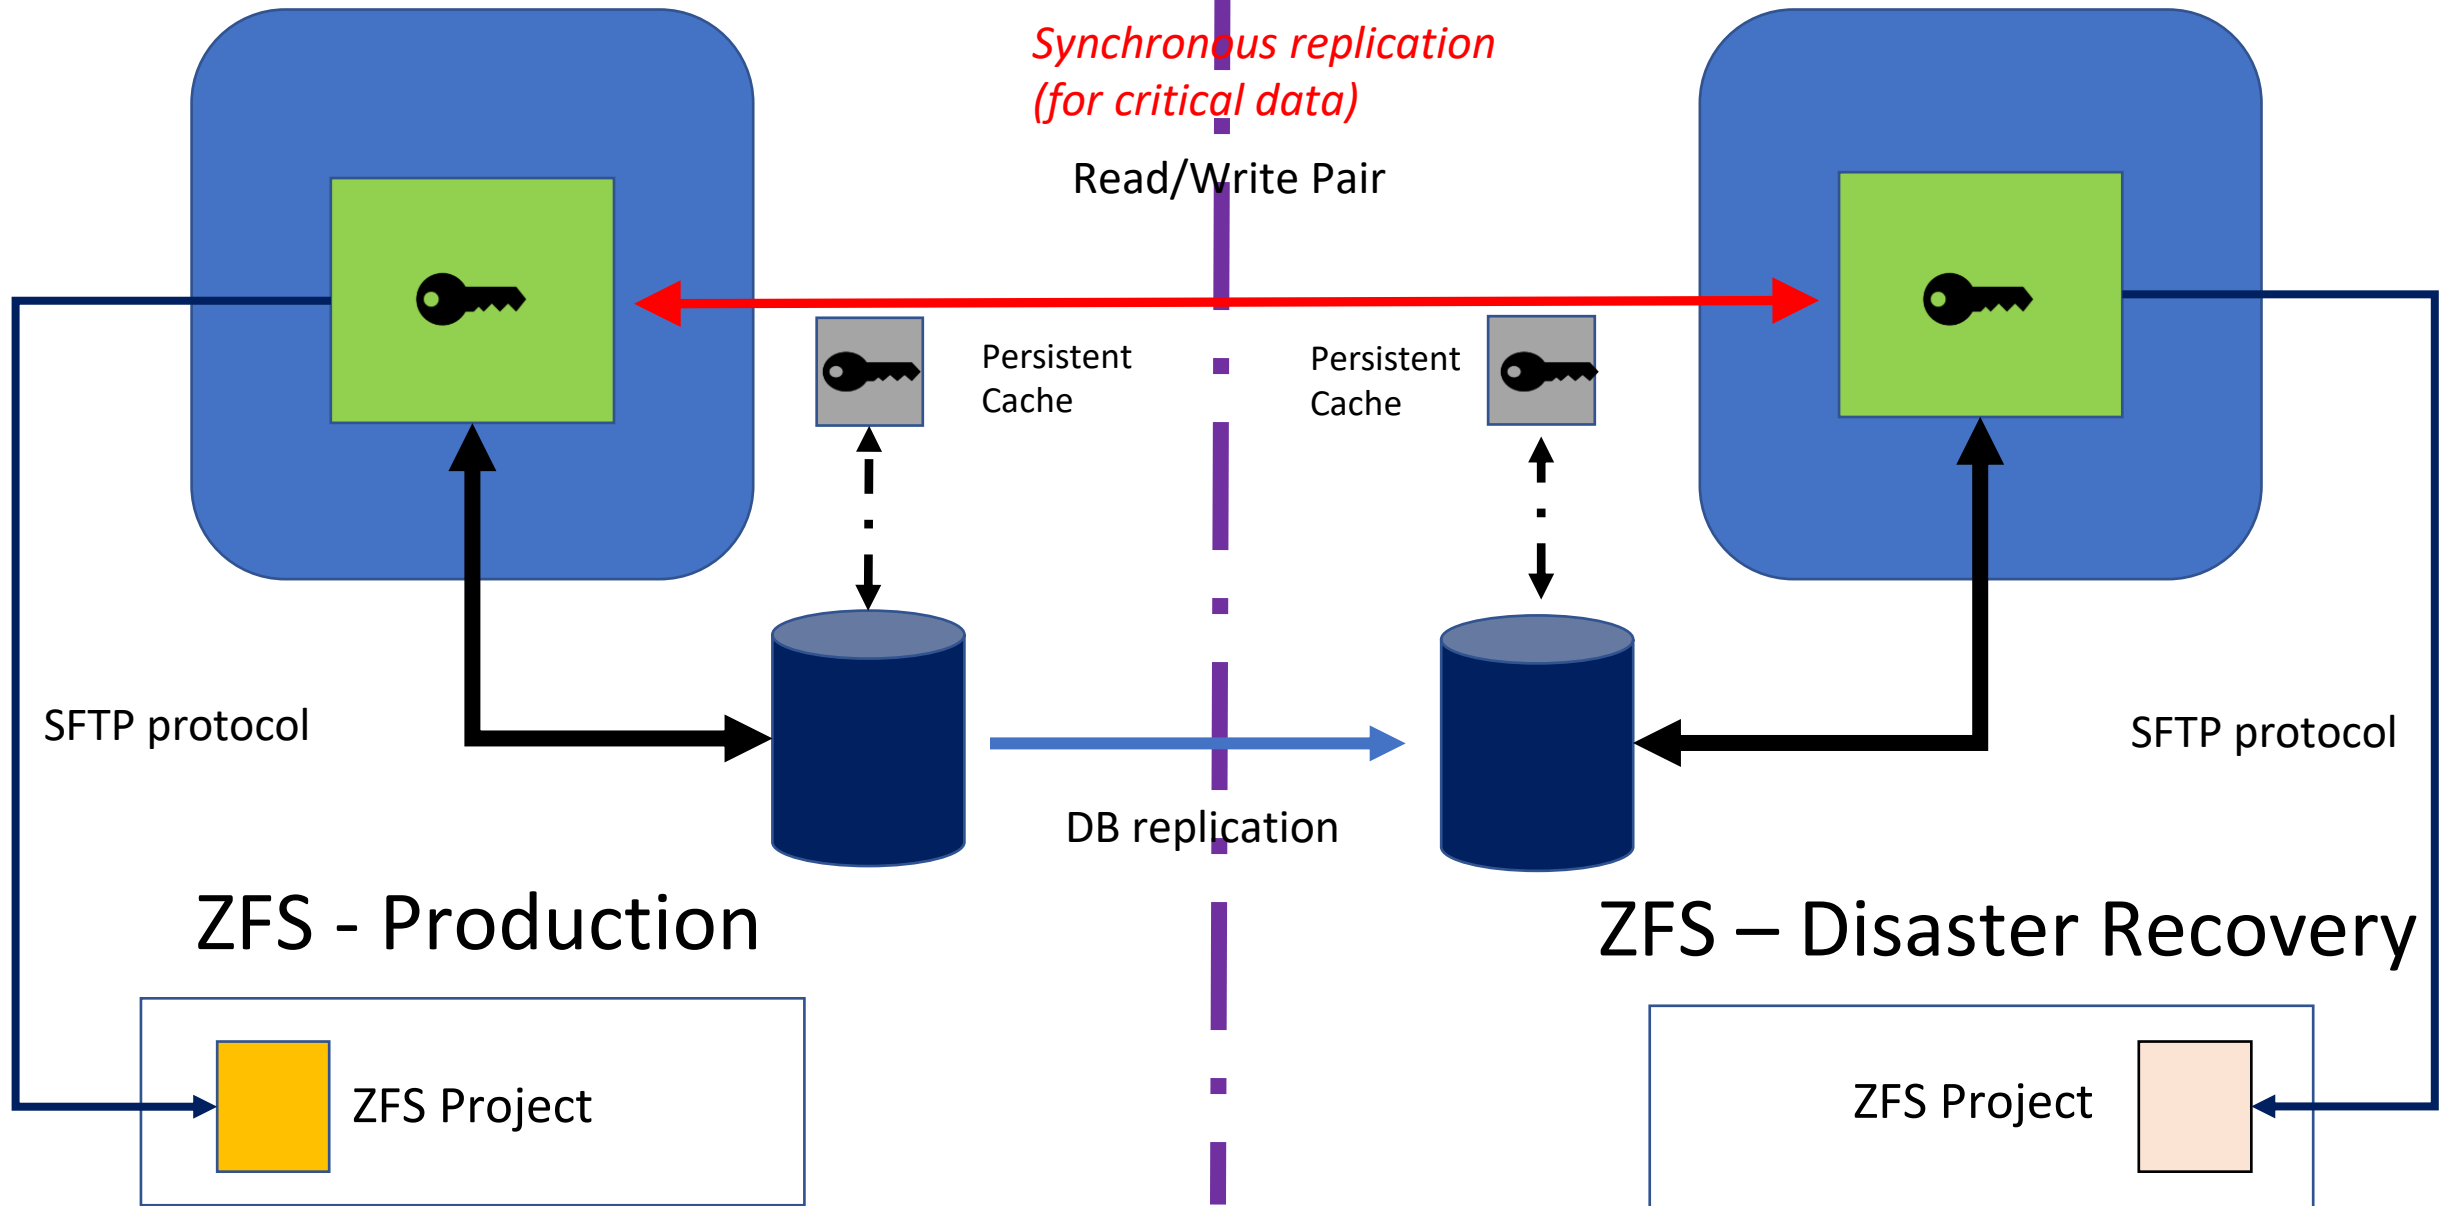 Synchronous replication
(for critical data)
Read/Write Pair
Persistent
Cache
Persistent
Cache
SFTP protocol
SFTP protocol
DB replication
ZFS - Production
ZFS – Disaster Recovery
ZFS Project
ZFS Project